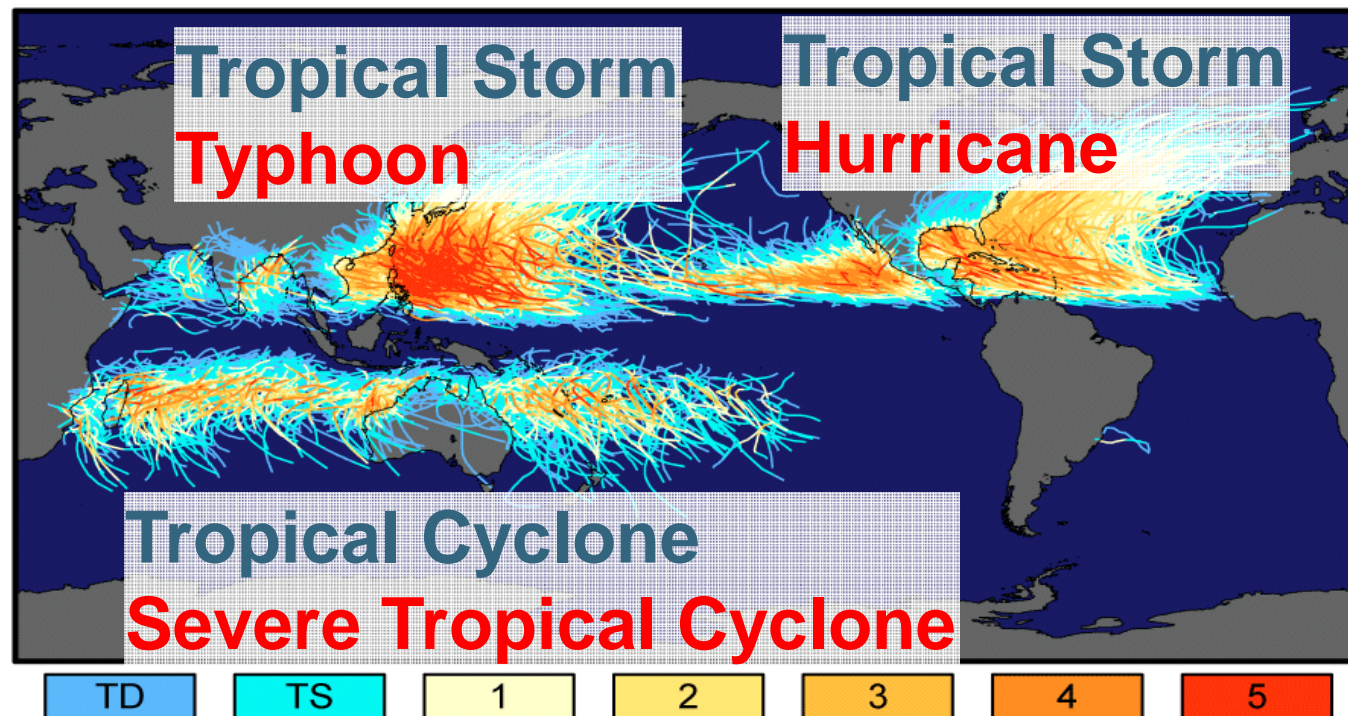 Tropical Storm
Typhoon
Tropical Storm
Hurricane
Tropical Cyclone
Severe Tropical Cyclone
TD TS 1 2 3 4 5